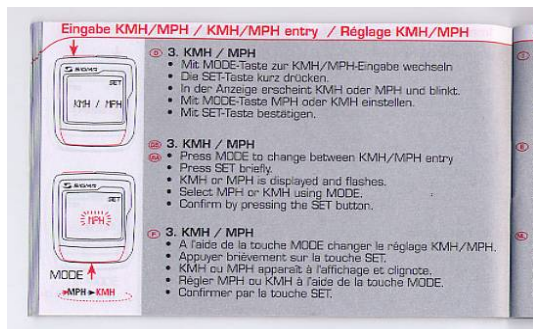 Eingabe KMH/MPH / KMH/MPH entry / Réglage KMH/MPH
D 3. KMH / MPH
• Mit MODE-Taste zur KMH/MPH-Eingabe wechseln
• Die SET-Taste kurz drücken.
• In der Anzeige erscheint KMH oder MPH und blinkt.
• Mit MODE-Taste MPH oder KMH einstellen.
• Mit SET-Taste bestätigen.
SIGMA
SET
KMH / MPH
GB 3. KMH / MPH
• Press MODE to change between KMH/MPH entry
• Press SET briefly.
• KMH or MPH is displayed and flashes.
• Select MPH or KMH using MODE.
• Confirm by pressing the SET button.
SIGMA
SET
MPH
F 3. KMH / MPH
• A l'aide de la touche MODE changer le réglage KMH/MPH.
• Appuyer brièvement sur la touche SET.
• KMH ou MPH apparaît à l'affichage et clignote.
• Régler MPH ou KMH à l'aide de la touche MODE.
• Confirmer par la touche SET.
MODE
MPH KMH
NL